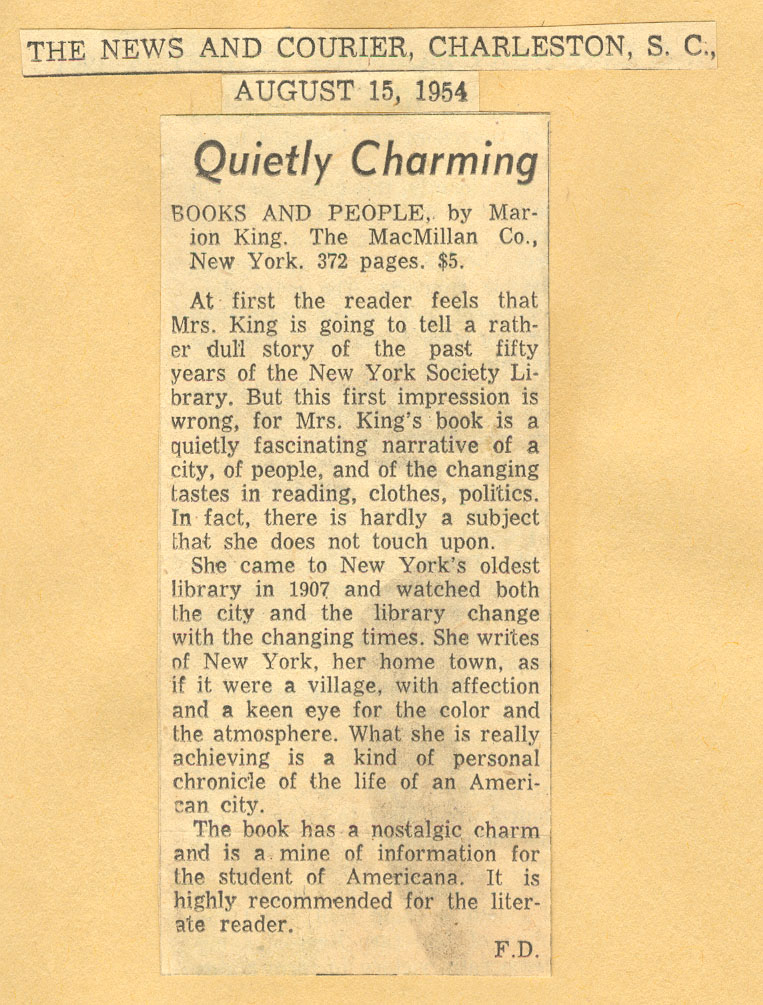 THE NEWS AND COURIER, CHARLESTON, S. C.,
AUGUST 15, 1954
Quietly Charming
BOOKS AND PEOPLE, by Mar-
ion King. The MacMillan Co.,
New York. 372 pages. $5.
At first the reader feels that
Mrs. King is going to tell a rath-
er dull story of the past fifty
years of the New York Society Li-
brary. But this first impression is
wrong, for Mrs. King's book is a
quietly fascinating narrative of a
city, of people, and of the changing
tastes in reading, clothes, politics.
In fact, there is hardly a subject
that she does not touch upon.
She came to New York's oldest
library in 1907 and watched both
the city and the library change
with the changing times. She writes
of New York, her home town, as
if it were a village, with affection
and a keen eye for the color and
the atmosphere. What she is really
achieving is a kind of personal
chronicle of the life of an Ameri-
can city.
The book has a nostalgic charm
and is a mine of information for
the student of Americana. It is
highly recommended for the liter-
ate reader.
F.D.